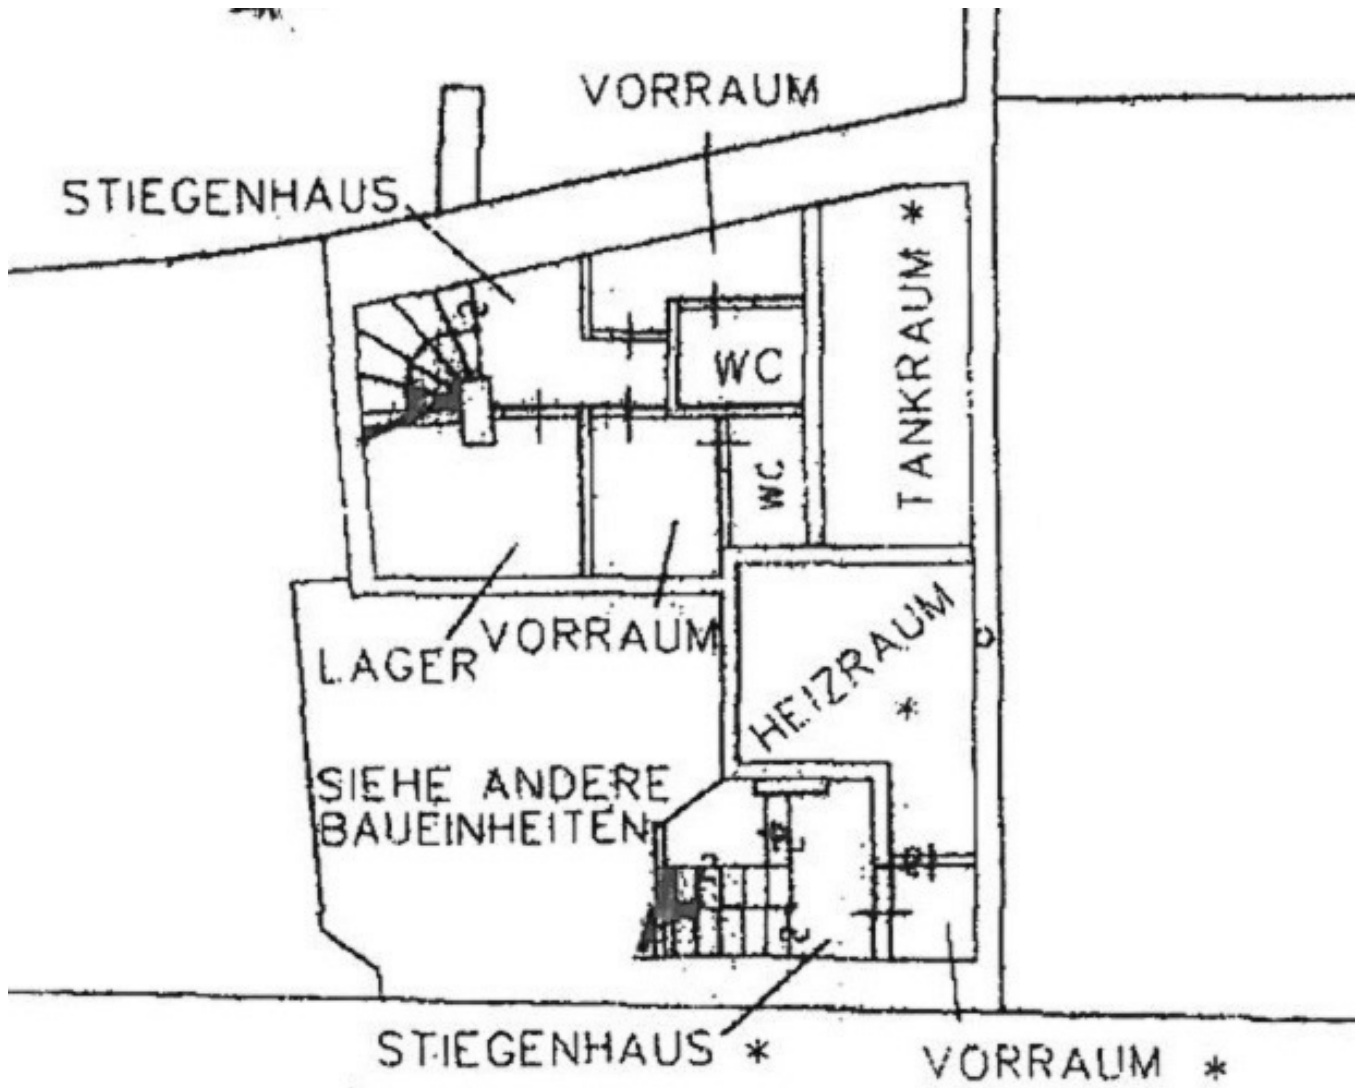 VORRAUM
STIEGENHAUS
*
TANKRAUM
WC
WC
VORRAUM
LAGER
HEIZRAUM
*
SIEHE ANDERE
BAUEINHEITEN
STIEGENHAUS *
VORRAUM *